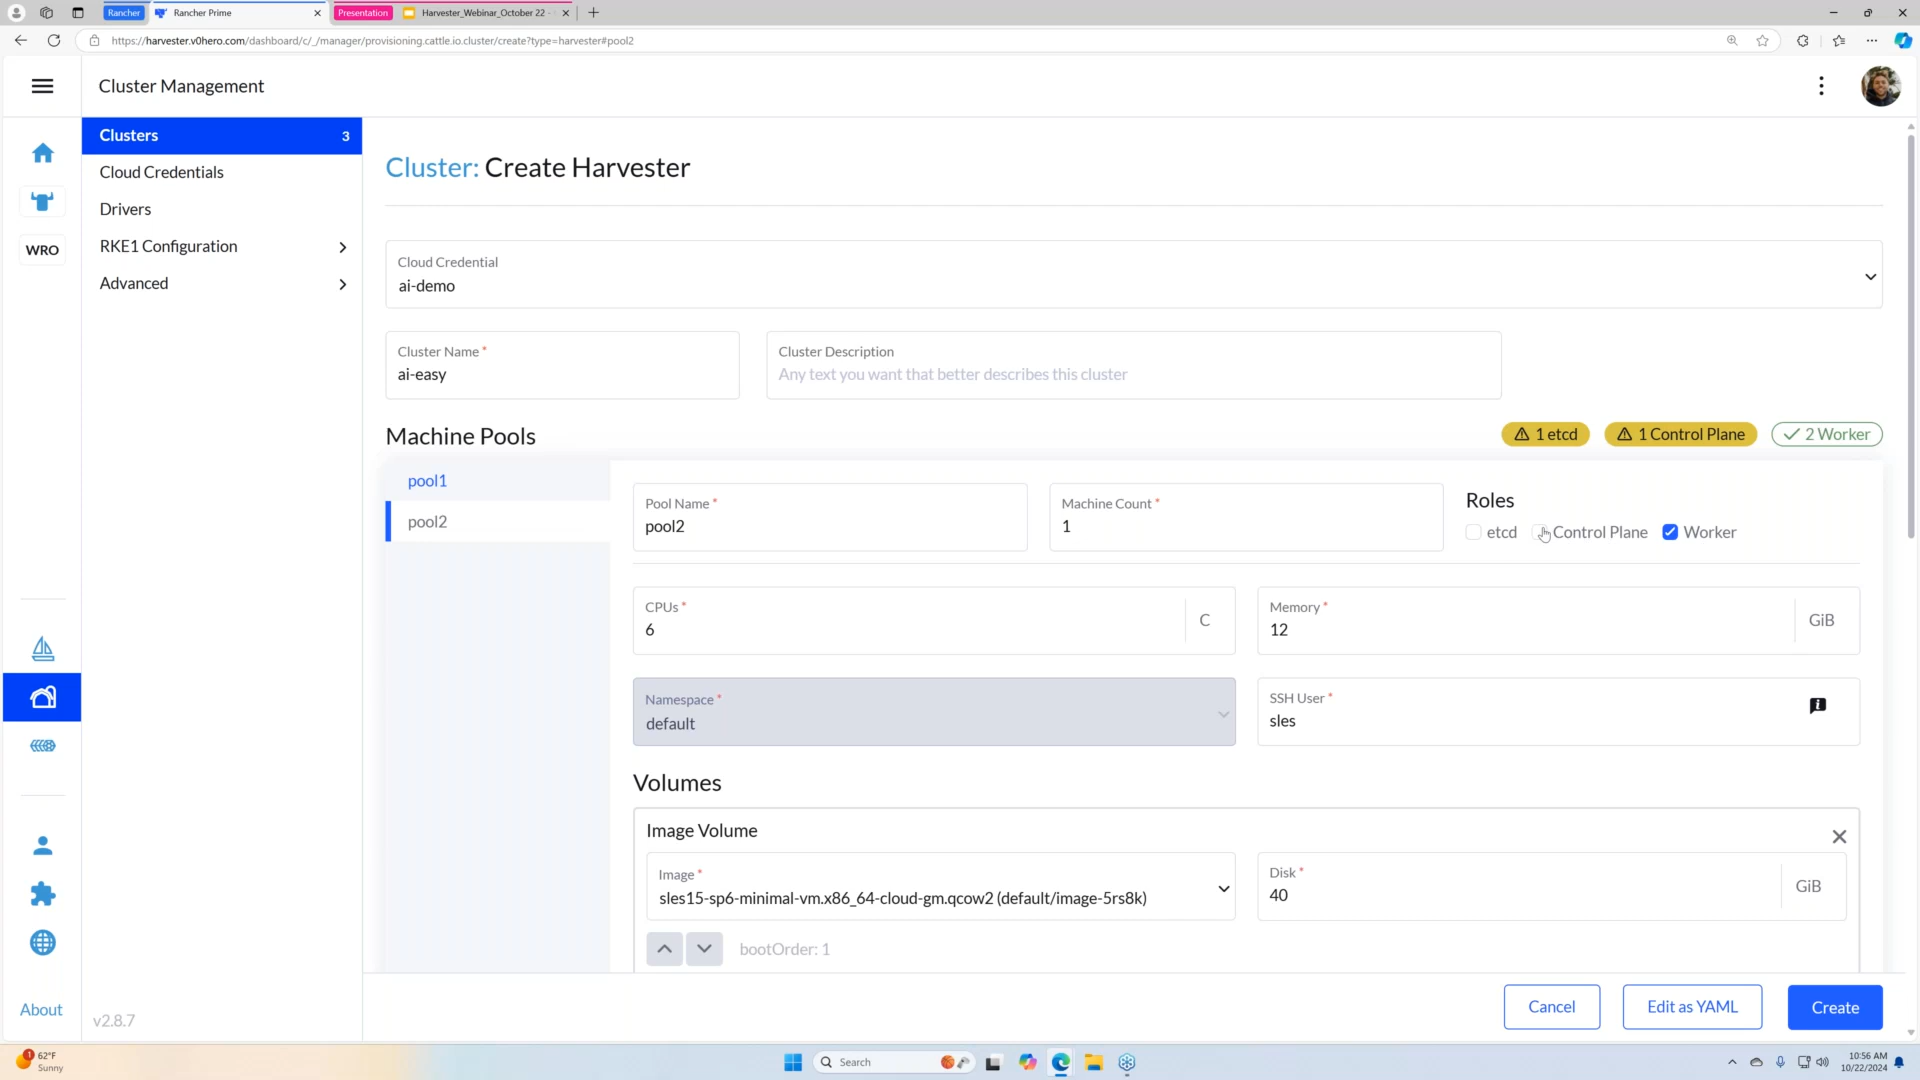 Rancher
Rancher Prime
Presentation
Harvester_Webinar_October 22 -
https://harvester.v0hero.com/dashboard/c/_/manager/provisioning.cattle.io.cluster/create?type=harvester#pool2
Cluster Management
Clusters 3
Cloud Credentials
Drivers
RKE1 Configuration
Advanced
WRO
About
v2.8.7
Cluster: Create Harvester
Cloud Credential
ai-demo
Cluster Name *
ai-easy
Cluster Description
Any text you want that better describes this cluster
Machine Pools
1 etcd
1 Control Plane
2 Worker
pool1
pool2
Pool Name *
pool2
Machine Count *
1
Roles
etcd Control Plane Worker
CPUs *
6
C
Memory *
12
GiB
Namespace *
default
SSH User *
sles
Volumes
Image Volume
Image *
sles15-sp6-minimal-vm.x86_64-cloud-gm.qcow2 (default/image-5rs8k)
Disk *
40
GiB
bootOrder: 1
Cancel
Edit as YAML
Create
1
62°F
Sunny
Search
10:56 AM
10/22/2024